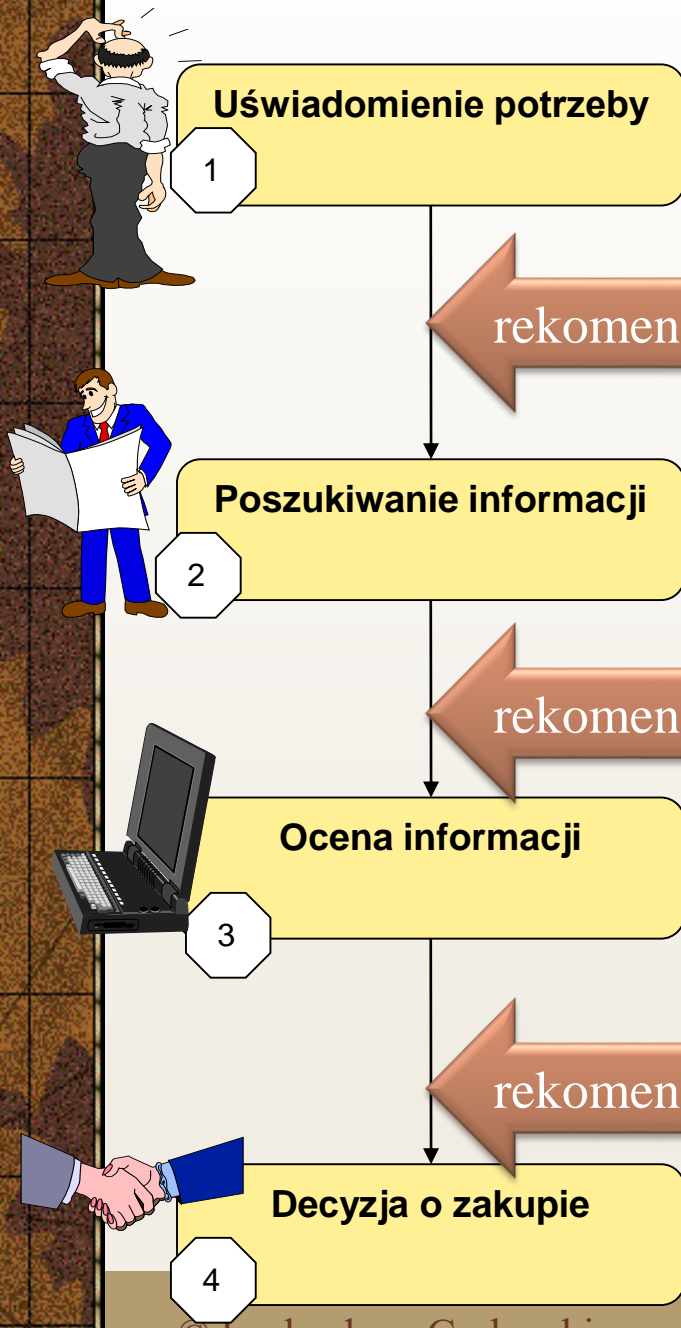 Uświadomienie potrzeby
1
rekomen
Poszukiwanie informacji
2
rekomen
Ocena informacji
3
rekomen
Decyzja o zakupie
4
©